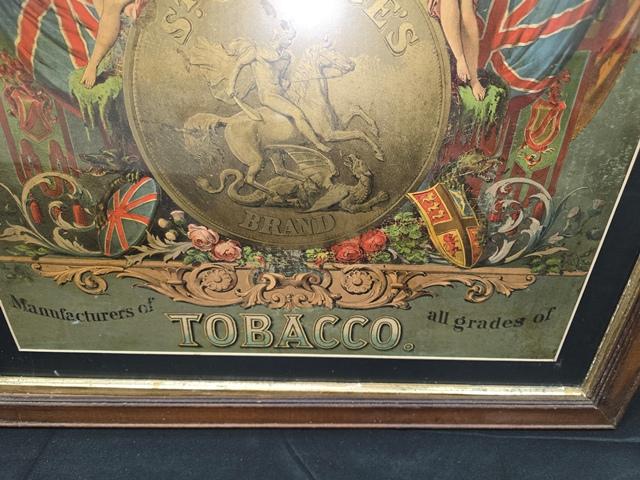 BRAND
Manufacturers of all grades of
TOBACCO.